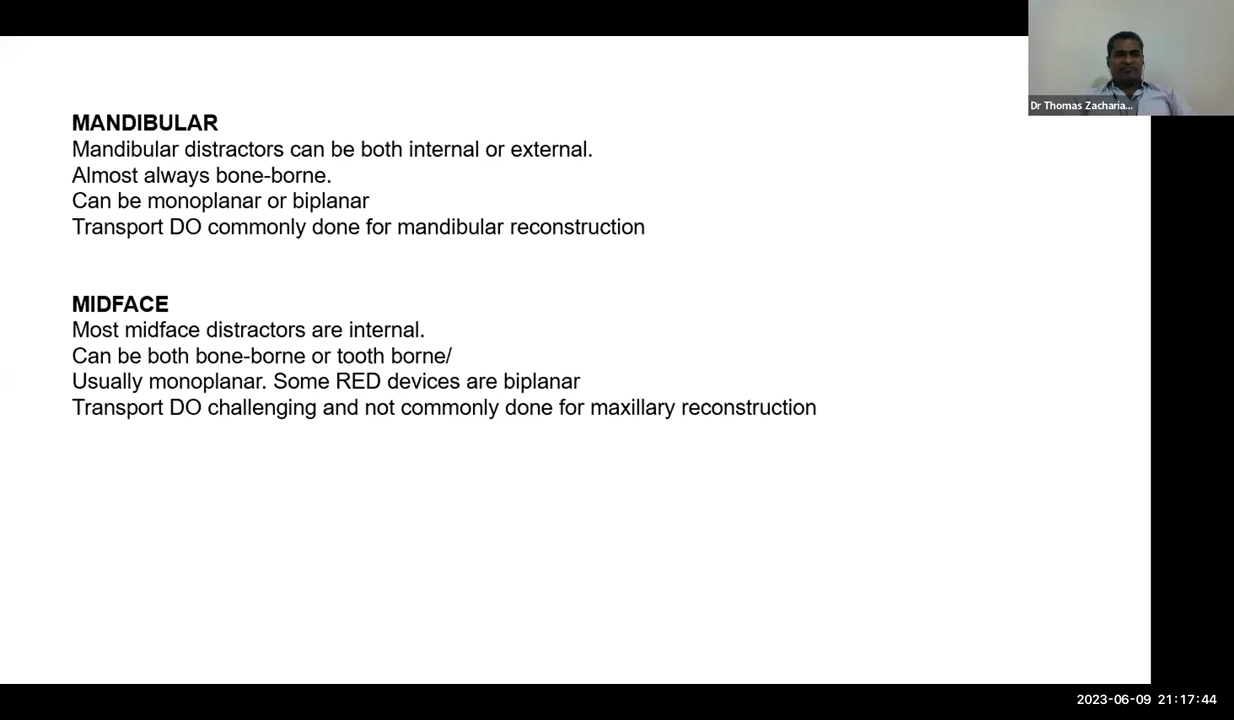 Dr Thomas Zacharia...
MANDIBULAR
Mandibular distractors can be both internal or external.
Almost always bone-borne.
Can be monoplanar or biplanar
Transport DO commonly done for mandibular reconstruction
MIDFACE
Most midface distractors are internal.
Can be both bone-borne or tooth borne/
Usually monoplanar. Some RED devices are biplanar
Transport DO challenging and not commonly done for maxillary reconstruction
2023-06-09 21:17:44